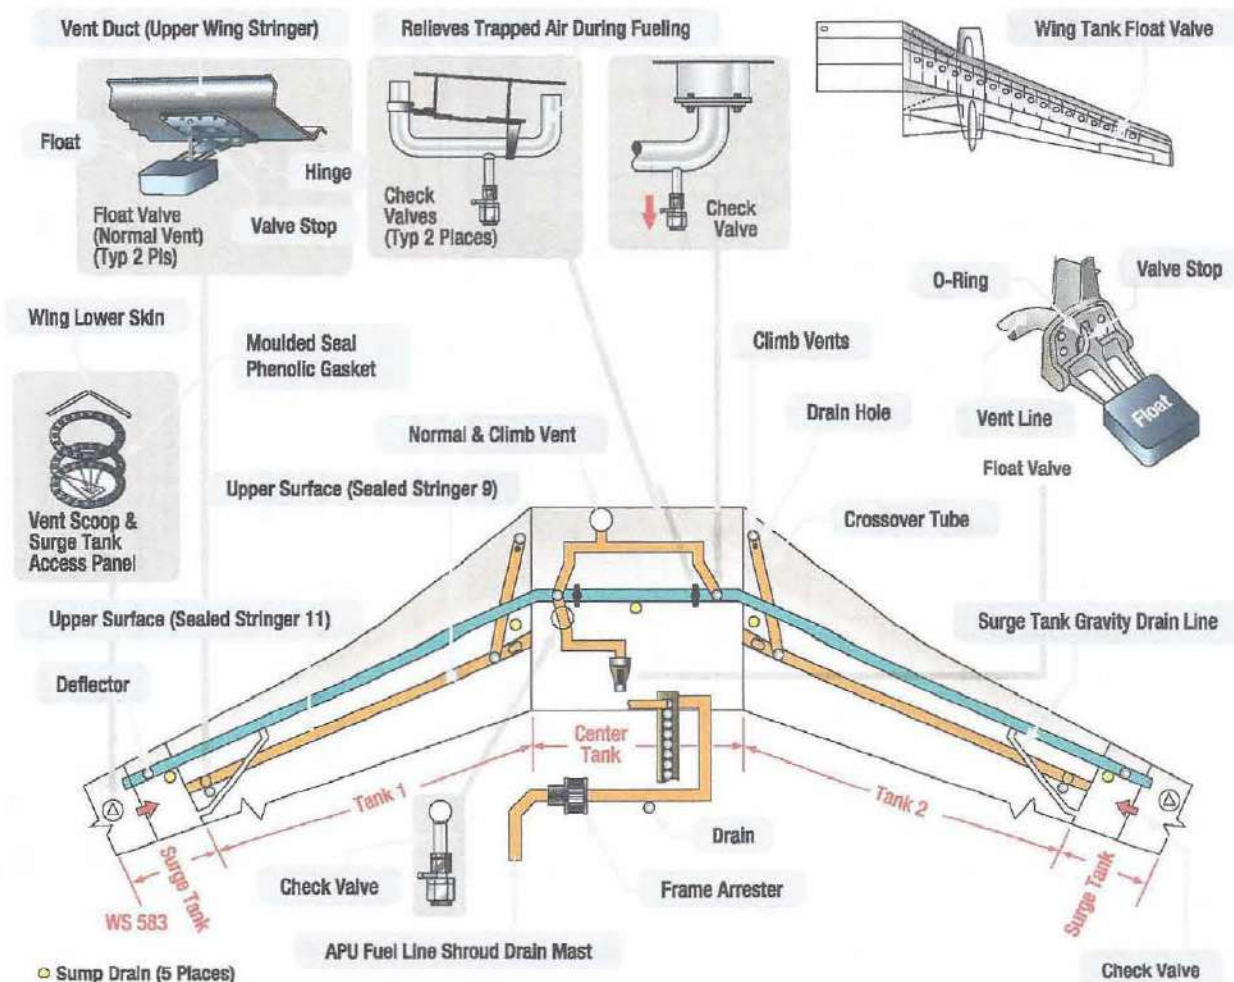 Vent Duct (Upper Wing Stringer)
Relieves Trapped Air During Fueling
Wing Tank Float Valve
Float
Hinge
Float Valve
(Normal Vent)
(Typ 2 Pls)
Valve Stop
Check
Valves
(Typ 2 Places)
Check
Valve
O-Ring
Valve Stop
Wing Lower Skin
Moulded Seal
Phenolic Gasket
Climb Vents
Drain Hole
Vent Line
Float
Float Valve
Normal & Climb Vent
Upper Surface (Sealed Stringer 9)
Crossover Tube
Vent Scoop &
Surge Tank
Access Panel
Upper Surface (Sealed Stringer 11)
Surge Tank Gravity Drain Line
Deflector
Center
Tank
Tank 1
Tank 2
Drain
Surge Tank
WS 583
Check Valve
Frame Arrester
Surge Tank
APU Fuel Line Shroud Drain Mast
Sump Drain (5 Places)
Check Valve